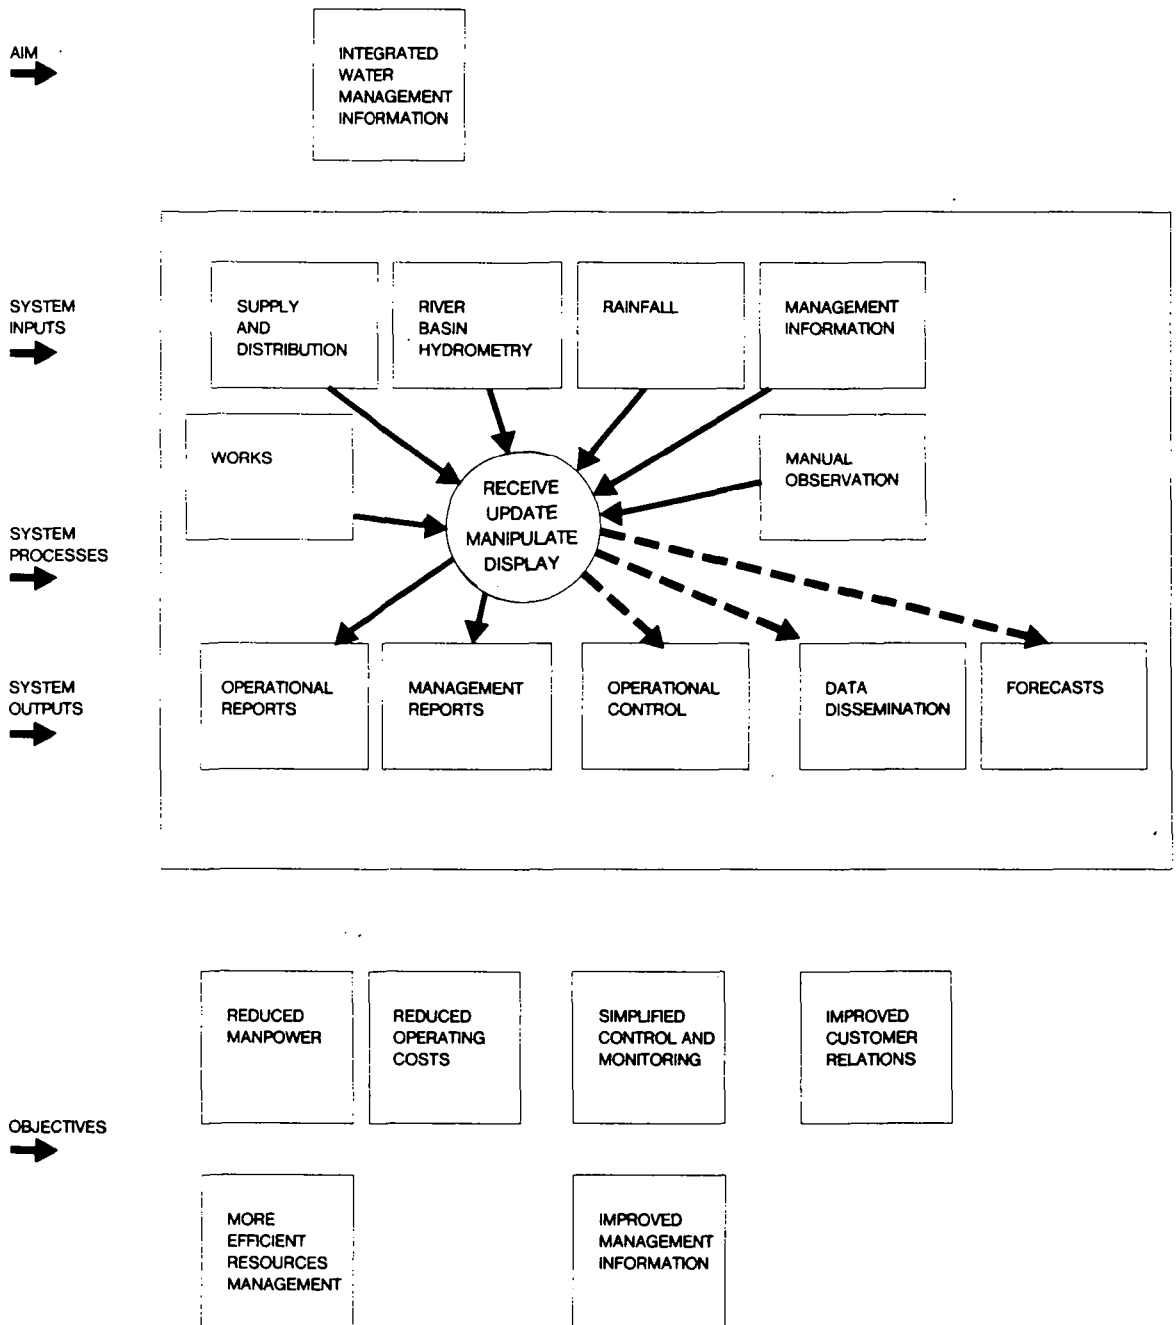 AIM
INTEGRATED
WATER
MANAGEMENT
INFORMATION
SYSTEM
INPUTS
SUPPLY
AND
DISTRIBUTION
RIVER
BASIN
HYDROMETRY
RAINFALL
MANAGEMENT
INFORMATION
WORKS
MANUAL
OBSERVATION
SYSTEM
PROCESSES
RECEIVE
UPDATE
MANIPULATE
DISPLAY
SYSTEM
OUTPUTS
OPERATIONAL
REPORTS
MANAGEMENT
REPORTS
OPERATIONAL
CONTROL
DATA
DISSEMINATION
FORECASTS
OBJECTIVES
REDUCED
MANPOWER
REDUCED
OPERATING
COSTS
SIMPLIFIED
CONTROL AND
MONITORING
IMPROVED
CUSTOMER
RELATIONS
MORE
EFFICIENT
RESOURCES
MANAGEMENT
IMPROVED
MANAGEMENT
INFORMATION